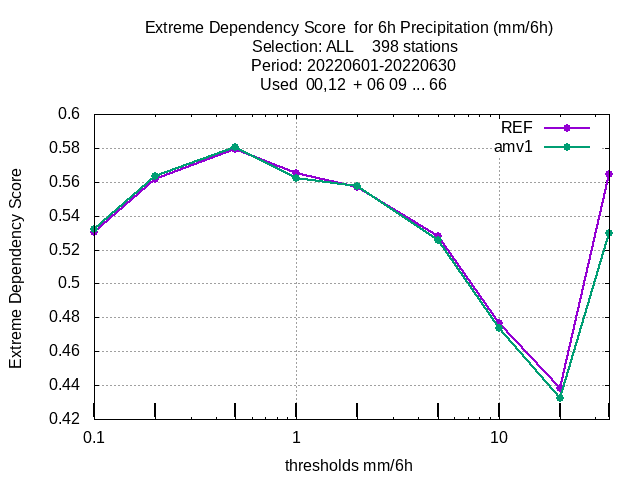 Extreme Dependency Score  for 6h Precipitation (mm/6h)
Selection: ALL    398 stations
Period: 20220601-20220630
Used  00,12  + 06 09 ... 66
REF
amv1
Extreme Dependency Score
0.6
0.58
0.56
0.54
0.52
0.5
0.48
0.46
0.44
0.42
0.1
1
10
thresholds mm/6h